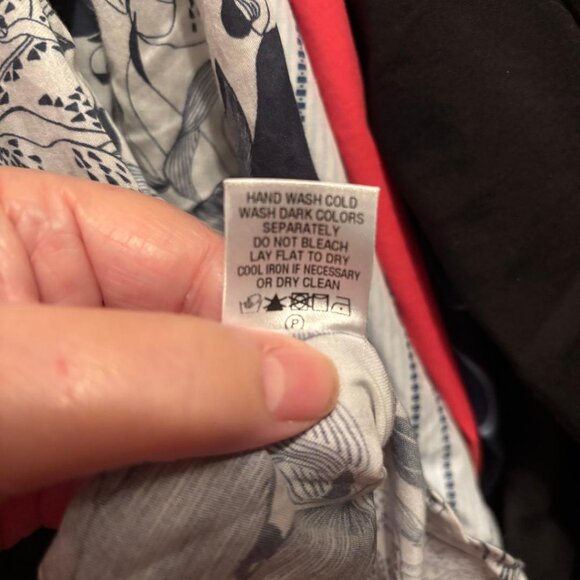 HAND WASH COLD
WASH DARK COLORS
SEPARATELY
DO NOT BLEACH
LAY FLAT TO DRY
COOL IRON IF NECESSARY
OR DRY CLEAN
P